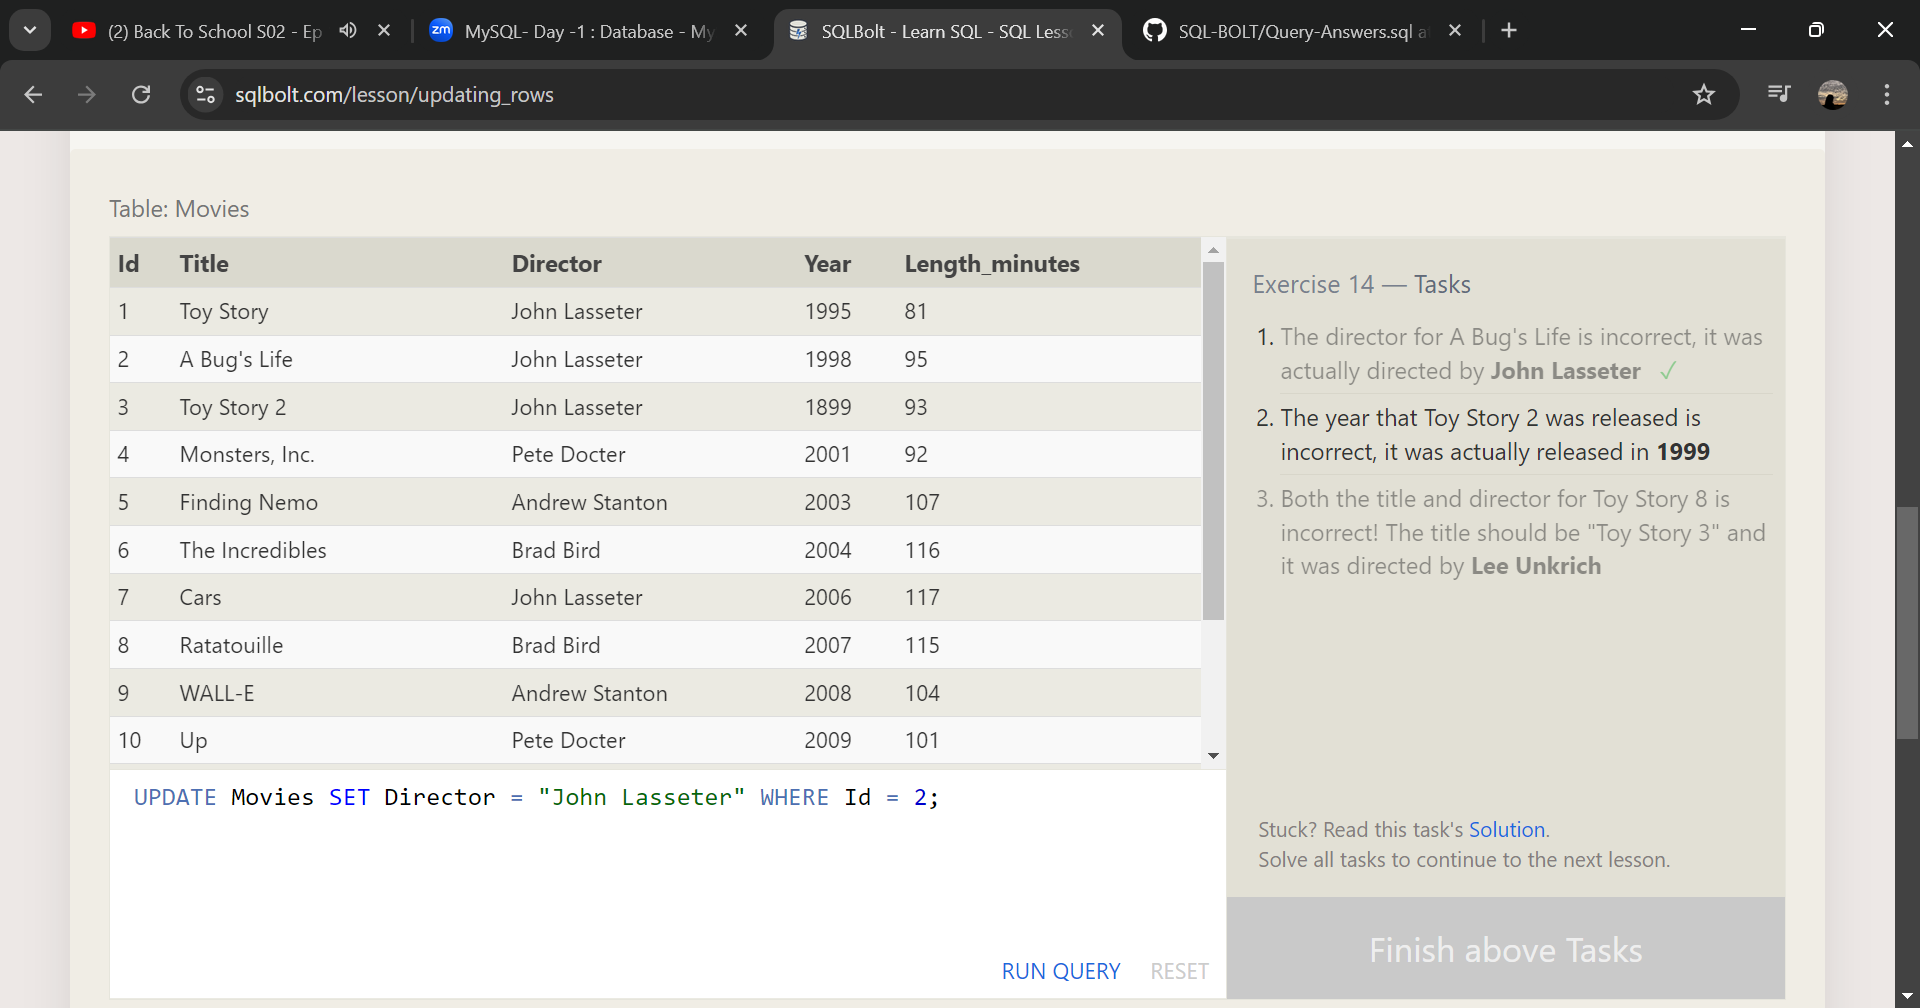 (2) Back To School S02 - Ep
MySQL- Day -1 : Database - My
SQLBolt - Learn SQL - SQL Less
SQL-BOLT/Query-Answers.sql a
sqlbolt.com/lesson/updating_rows
Table: Movies
Id Title Director Year Length_minutes
1 Toy Story John Lasseter 1995 81
2 A Bug's Life John Lasseter 1998 95
3 Toy Story 2 John Lasseter 1899 93
4 Monsters, Inc. Pete Docter 2001 92
5 Finding Nemo Andrew Stanton 2003 107
6 The Incredibles Brad Bird 2004 116
7 Cars John Lasseter 2006 117
8 Ratatouille Brad Bird 2007 115
9 WALL-E Andrew Stanton 2008 104
10 Up Pete Docter 2009 101
UPDATE Movies SET Director = "John Lasseter" WHERE Id = 2;
RUN QUERY RESET
Exercise 14 — Tasks
1. The director for A Bug's Life is incorrect, it was
actually directed by John Lasseter ✓
2. The year that Toy Story 2 was released is
incorrect, it was actually released in 1999
3. Both the title and director for Toy Story 8 is
incorrect! The title should be "Toy Story 3" and
it was directed by Lee Unkrich
Stuck? Read this task's Solution.
Solve all tasks to continue to the next lesson.
Finish above Tasks